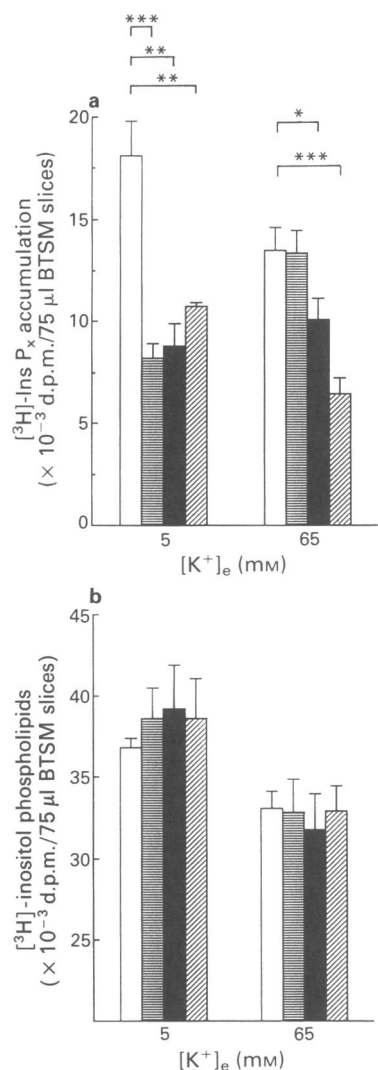 ***
**
**
a
20
*
***
15
10
5
0
[³H]-Ins Pₓ accumulation
(× 10⁻³ d.p.m./75 µl BTSM slices)
5 65
[K⁺]ₑ (mM)
b
45
40
35
30
25
[³H]-inositol phospholipids
(× 10⁻³ d.p.m./75 µl BTSM slices)
5 65
[K⁺]ₑ (mM)